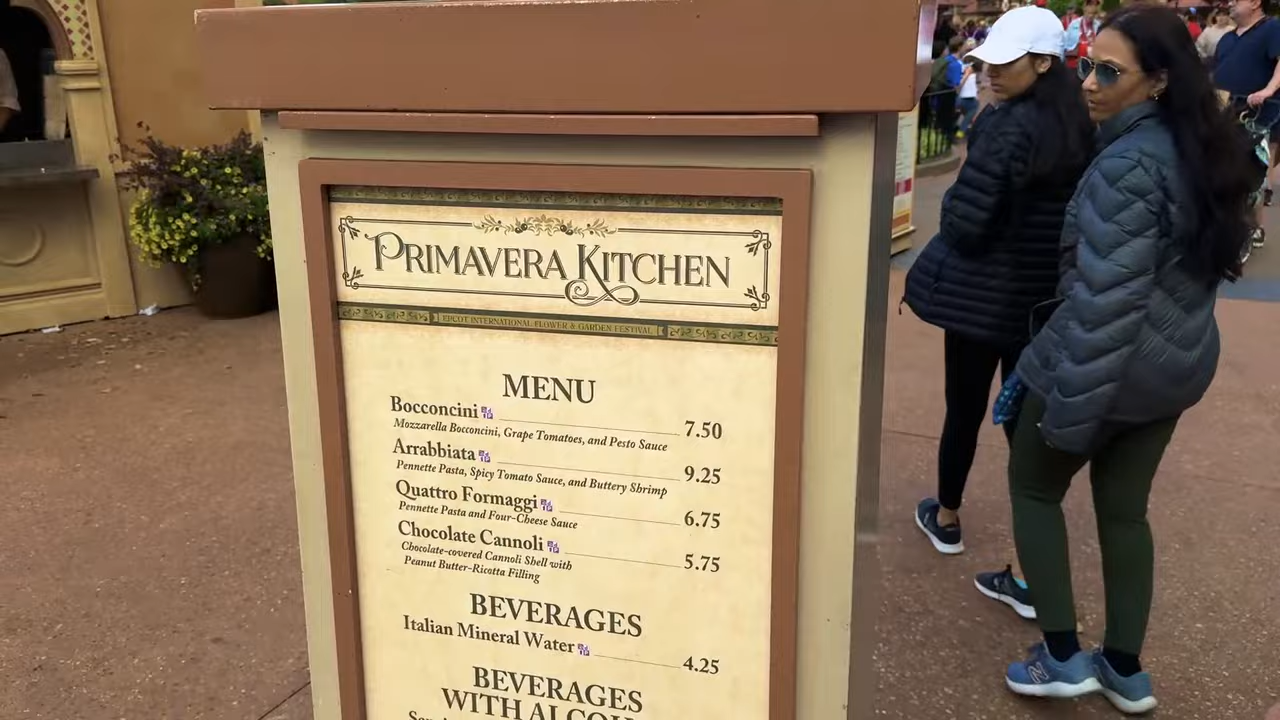 PRIMAVERA KITCHEN
EPCOT INTERNATIONAL FLOWER & GARDEN FESTIVAL
MENU
Bocconcini 7.50
Mozzarella Bocconcini, Grape Tomatoes, and Pesto Sauce
Arrabbiata 9.25
Pennette Pasta, Spicy Tomato Sauce, and Buttery Shrimp
Quattro Formaggi 6.75
Pennette Pasta and Four-Cheese Sauce
Chocolate Cannoli 5.75
Chocolate-covered Cannoli Shell with
Peanut Butter-Ricotta Filling
BEVERAGES
Italian Mineral Water 4.25
BEVERAGES
WITH ALCOH